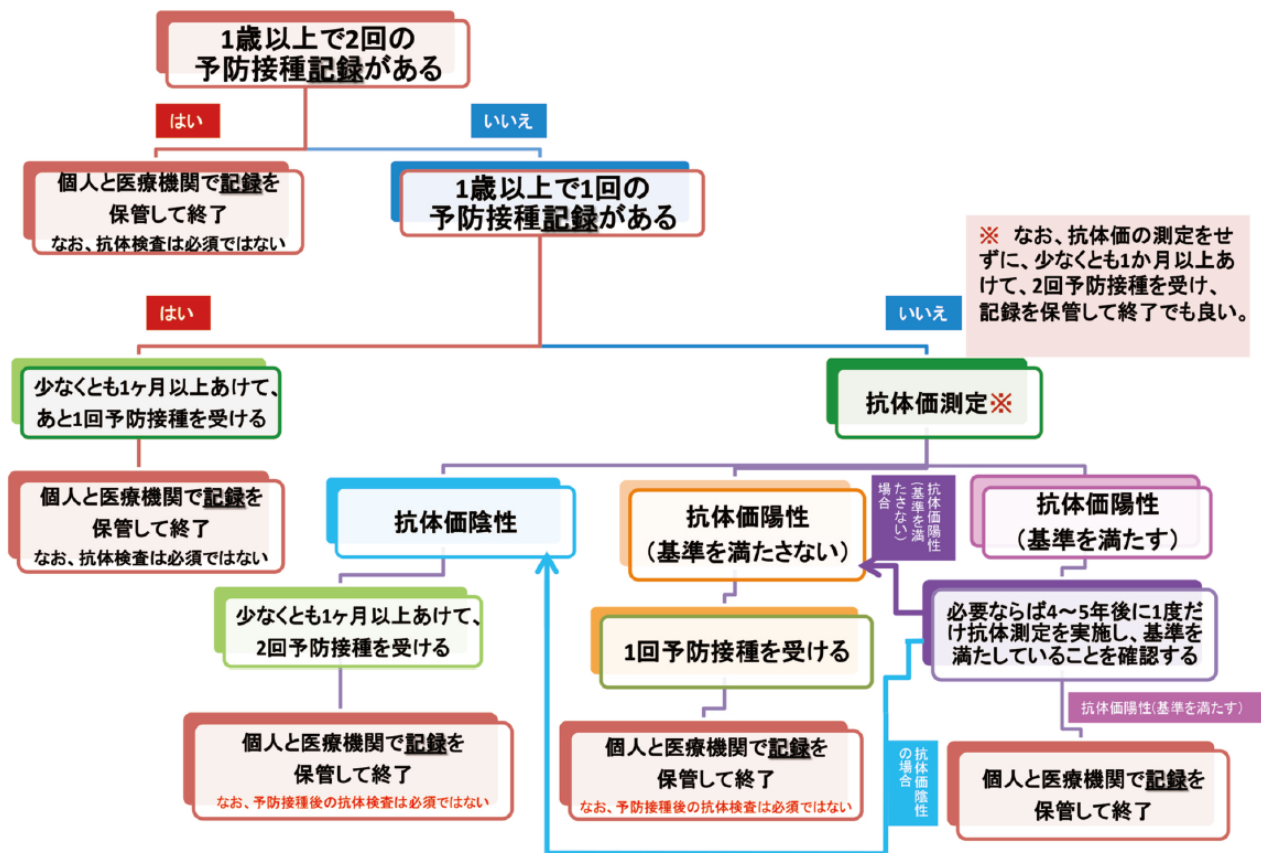 1歳以上で2回の
予防接種記録がある
はい
いいえ
個人と医療機関で記録を
保管して終了
なお、抗体検査は必須ではない
1歳以上で1回の
予防接種記録がある
※ なお、抗体価の測定をせ
ずに、少なくとも1か月以上あ
けて、2回予防接種を受け、
記録を保管して終了でも良い。
はい
いいえ
少なくとも1ヶ月以上あけて、
あと1回予防接種を受ける
抗体価測定※
個人と医療機関で記録を
保管して終了
なお、抗体検査は必須ではない
抗体価陰性
抗体価陽性
(基準を満たさない)
抗体価陽性
(基準を満
たさない)
場合
抗体価陽性
(基準を満たす)
少なくとも1ヶ月以上あけて、
2回予防接種を受ける
1回予防接種を受ける
必要ならば4～5年後に1度だ
け抗体測定を実施し、基準を
満たしていることを確認する
抗体価陽性(基準を満たす)
個人と医療機関で記録を
保管して終了
なお、予防接種後の抗体検査は必須ではない
個人と医療機関で記録を
保管して終了
なお、予防接種後の抗体検査は必須ではない
抗体価陰性
の場合
個人と医療機関で記録を
保管して終了